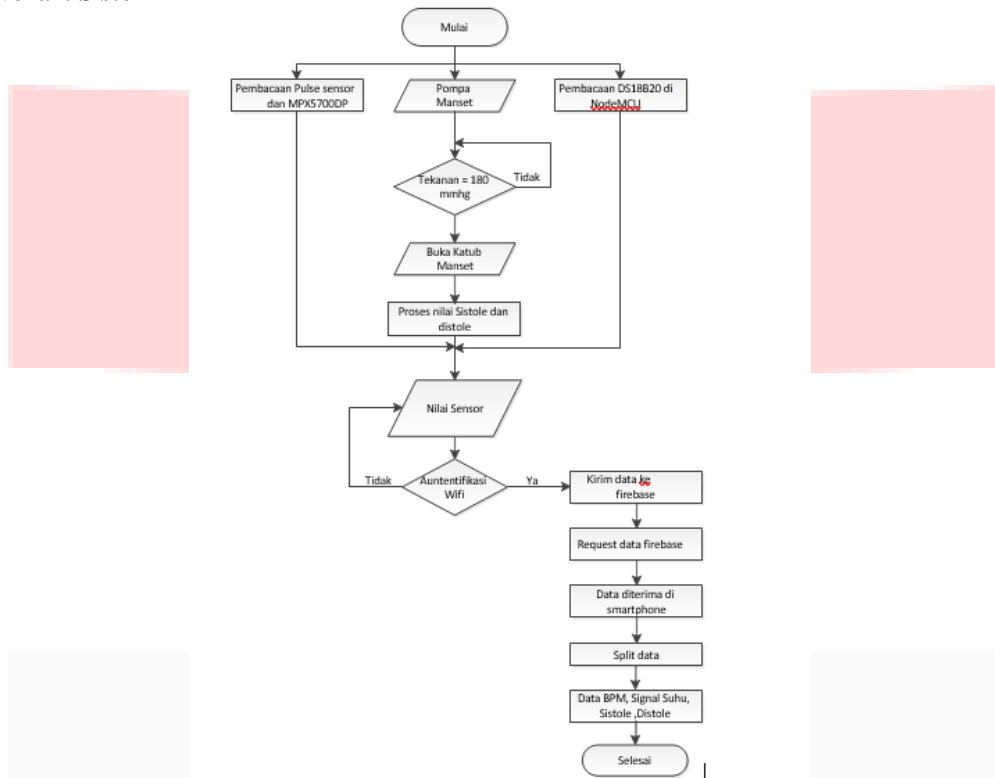 Mulai
Pembacaan Pulse sensor
dan MPX5700DP
Pompa
Manset
Pembacaan DS18B20 di
NodeMCU
Tekanan = 180
mmhg
Tidak
Buka Katub
Manset
Proses nilai Sistole dan
distole
Nilai Sensor
Tidak
Auntentifikasi
Wifi
Ya
Kirim data ke
firebase
Request data firebase
Data diterima di
smartphone
Split data
Data BPM, Signal Suhu,
Sistole ,Distole
Selesai